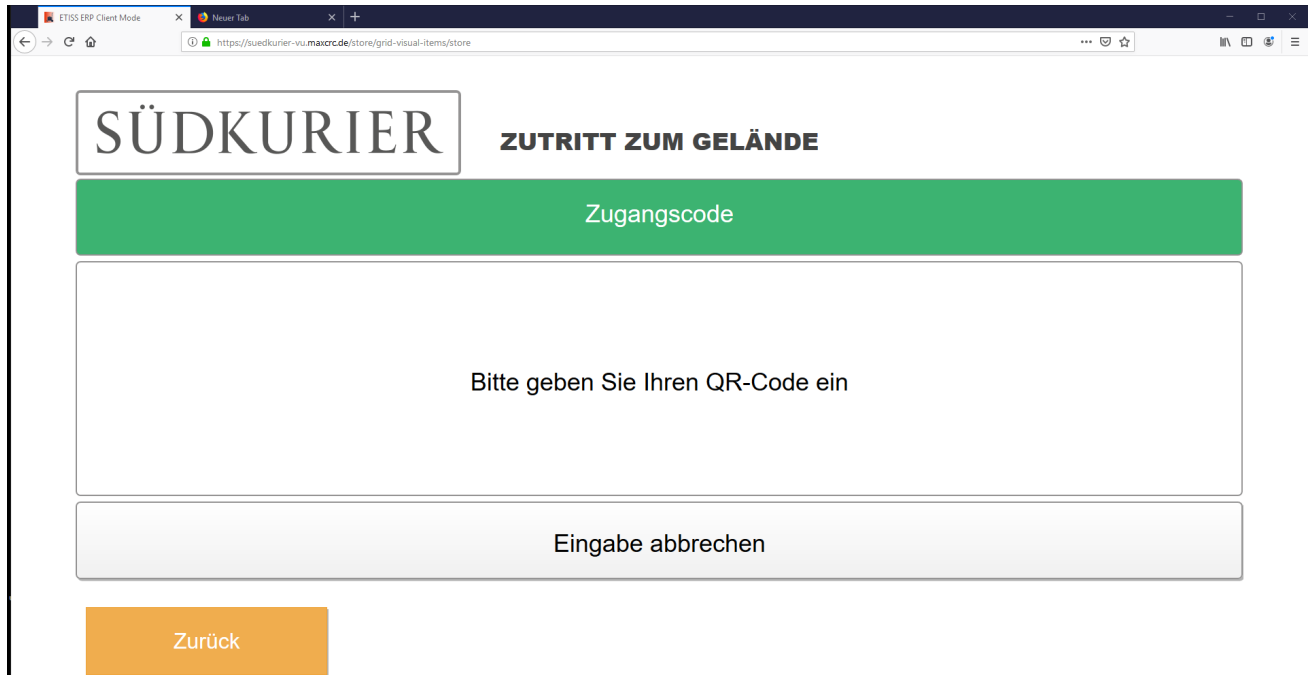 ETISS ERP Client Mode
Neuer Tab
https://suedkurier-vu.maxcrc.de/store/grid-visual-items/store
SÜDKURIER
ZUTRITT ZUM GELÄNDE
Zugangscode
Bitte geben Sie Ihren QR-Code ein
Eingabe abbrechen
Zurück